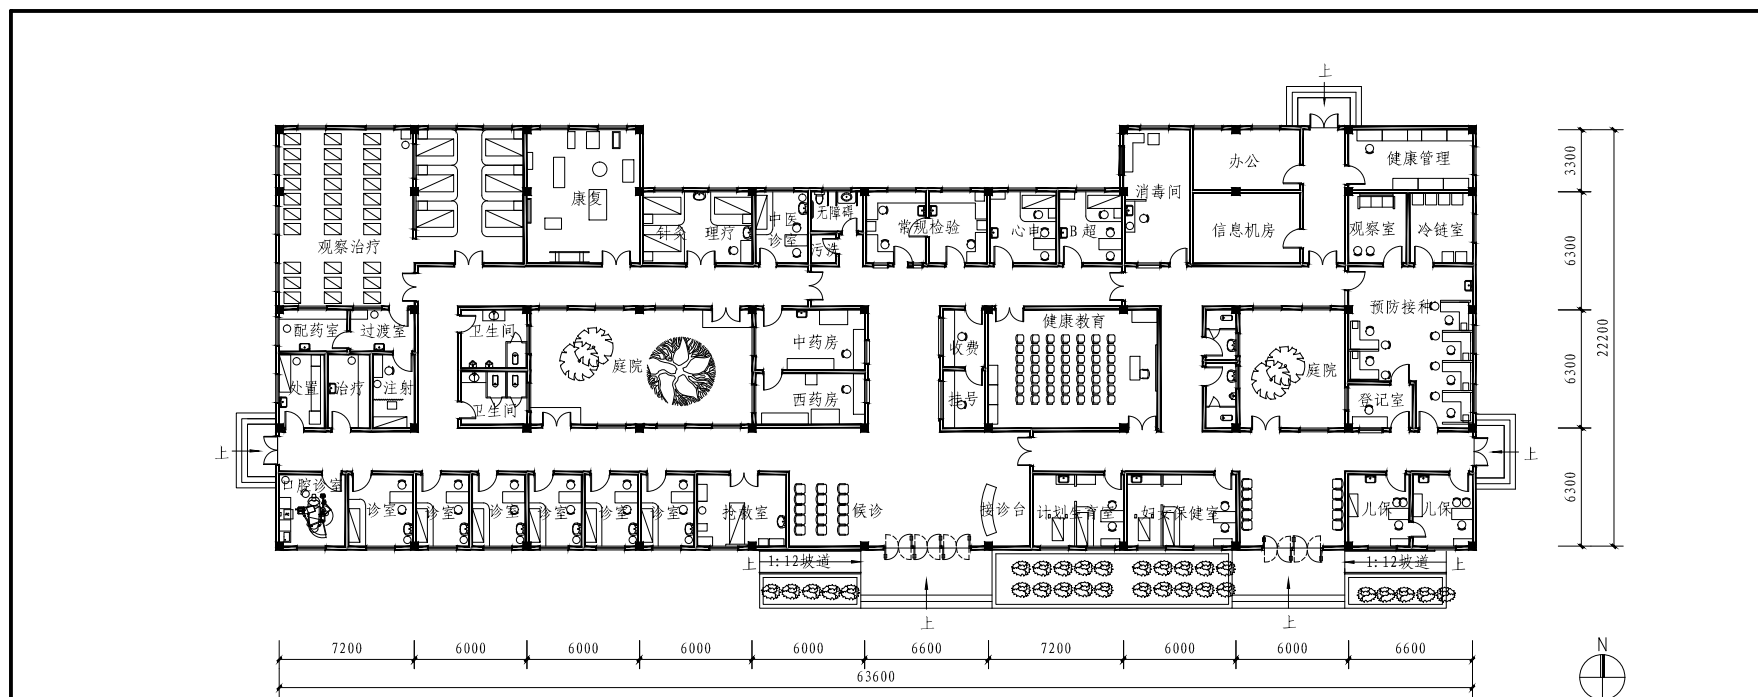 上
办公
健康管理
康复
消毒间
中医
诊室
无障碍
观察治疗
针灸
理疗
污洗
常规检验
心电
B超
信息机房
观察室
冷链室
3300
6300
6300
6300
22200
配药室
过渡室
卫生间
庭院
中药房
收费
健康教育
预防接种
庭院
处置
治疗
注射
卫生间
西药房
挂号
登记室
上
上
口腔诊室
诊室
诊室
诊室
诊室
诊室
诊室
抢救室
候诊
接诊台
计划生育室
妇女保健室
儿保
儿保
上
1:12坡道
1:12坡道
上
上
上
7200
6000
6000
6000
6000
6600
7200
6000
6000
6600
63600
N